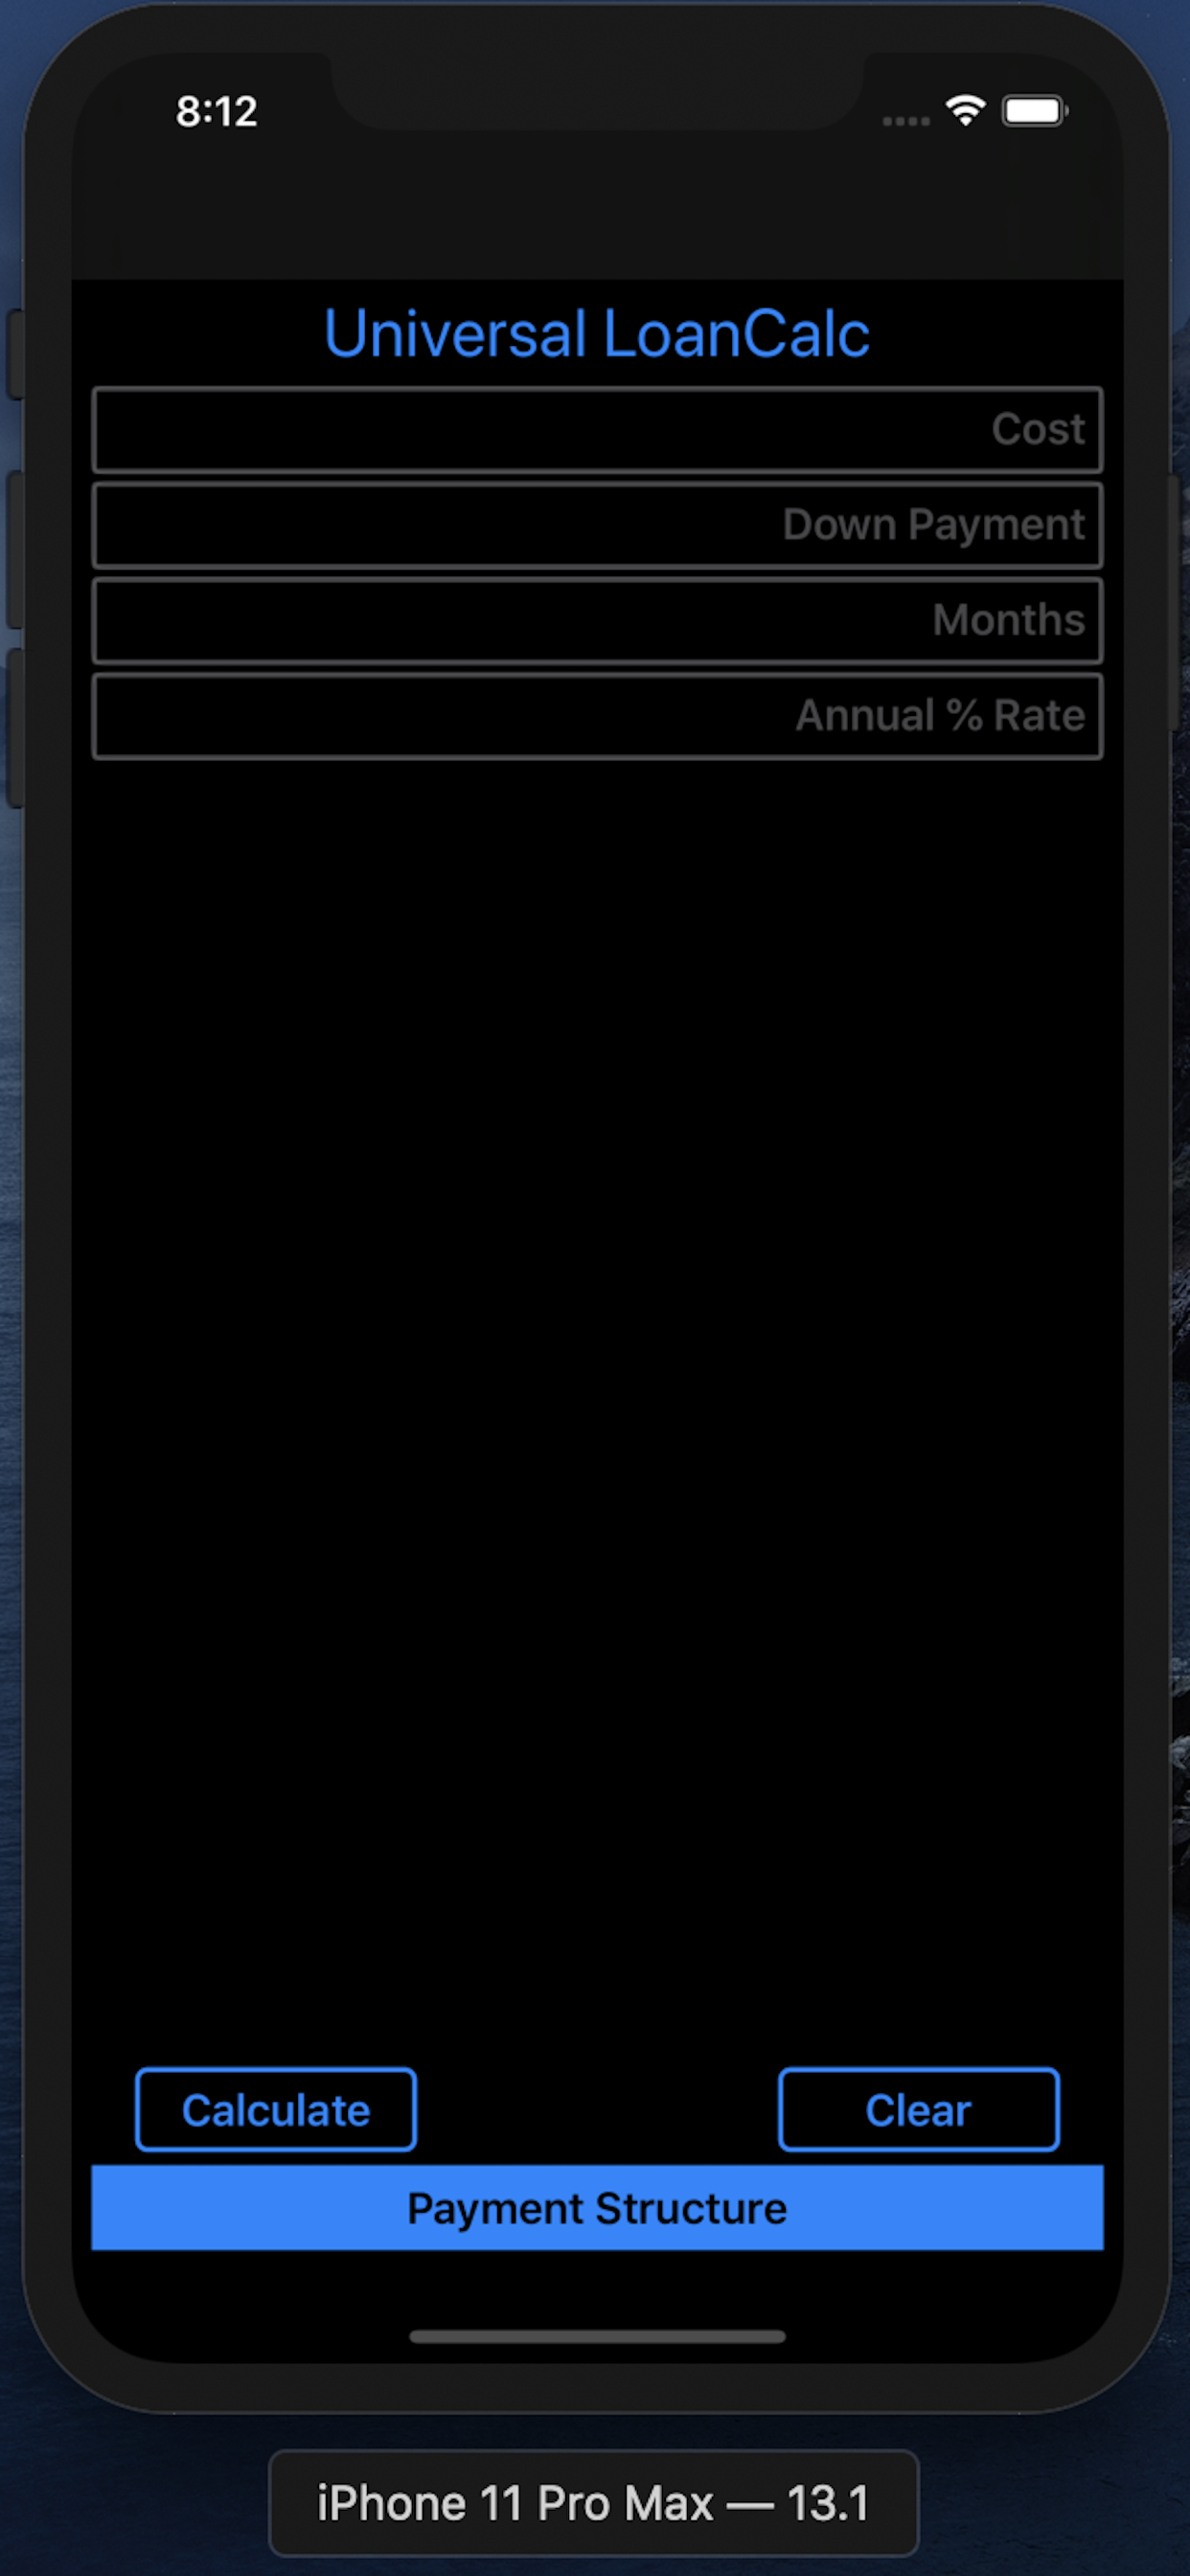 8:12
Universal LoanCalc
Cost
Down Payment
Months
Annual % Rate
Calculate Clear
Payment Structure
iPhone 11 Pro Max — 13.1